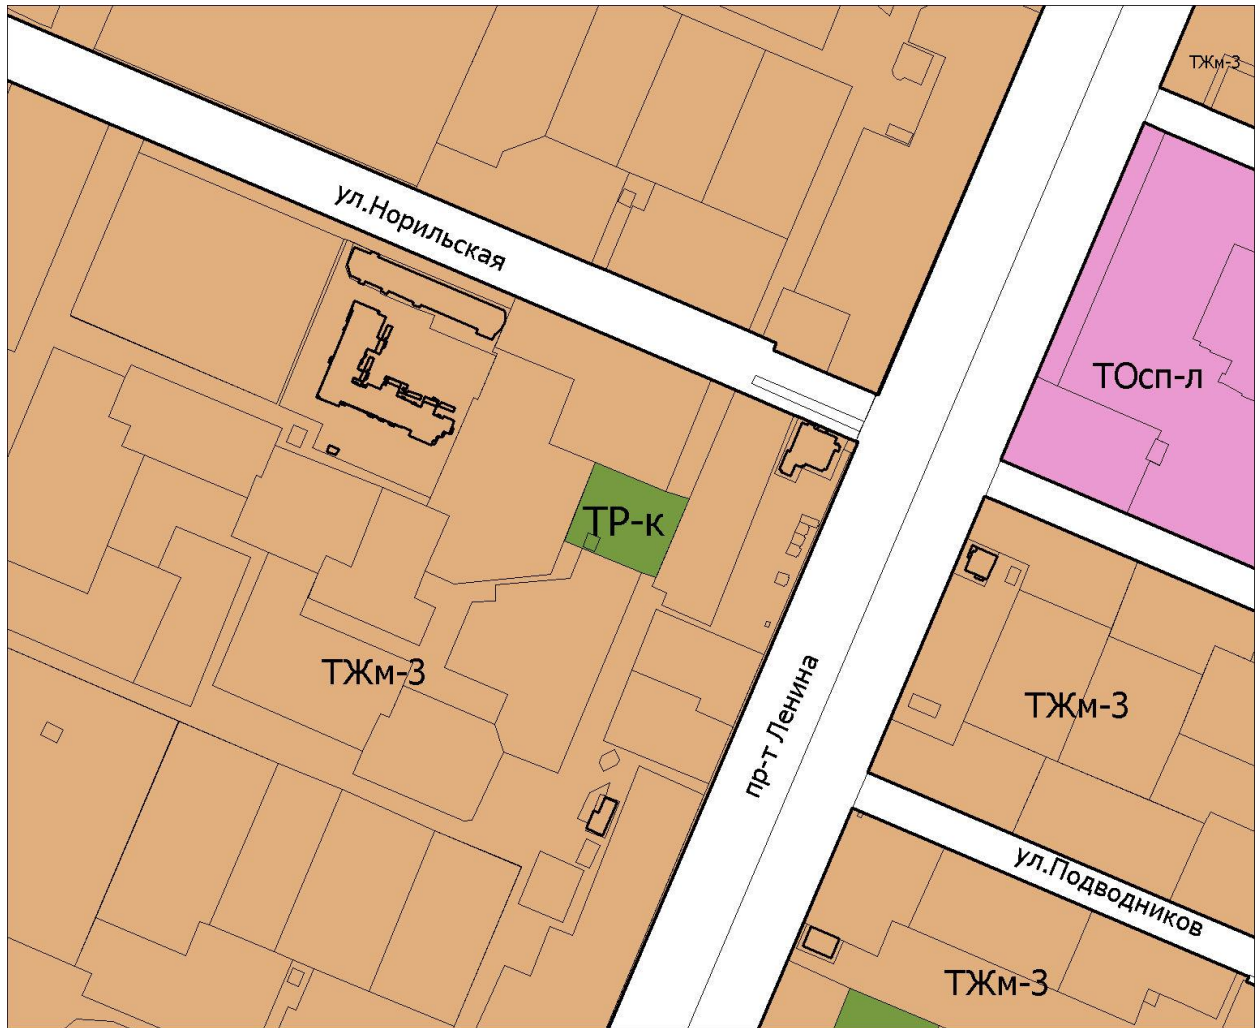 ТЖм-3
ул.Норильская
ТОсп-л
ТР-к
ТЖм-3
пр-т Ленина
ТЖм-3
ул.Подводников
ТЖм-3